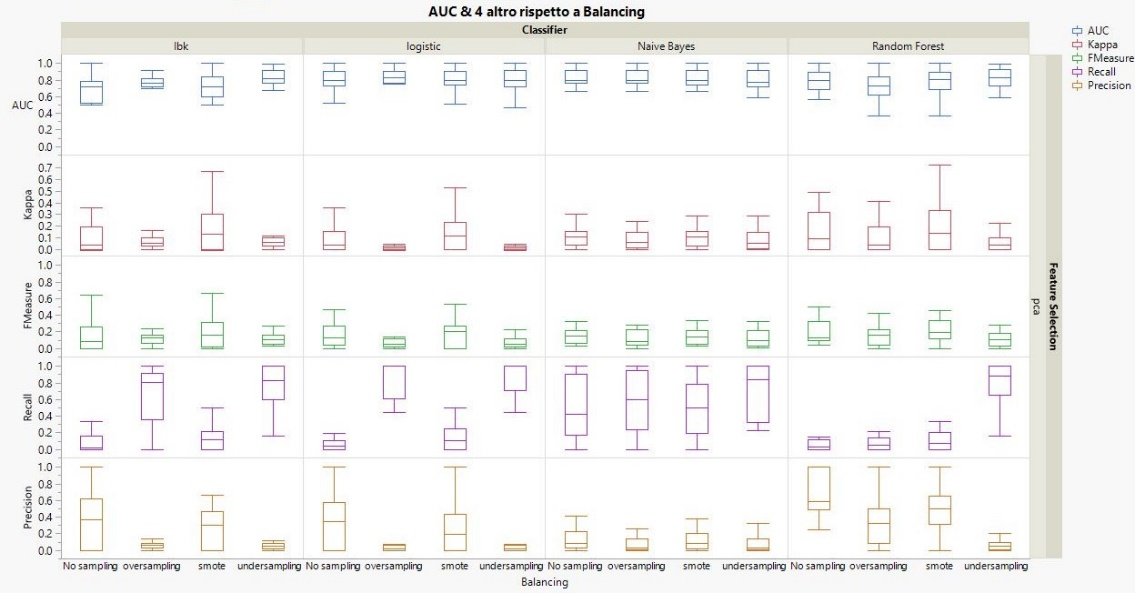 AUC & 4 altro rispetto a Balancing
Classifier
Ibk logistic Naive Bayes Random Forest
AUC
Kappa
FMeasure
Recall
Precision
AUC
1.0
0.8
0.6
0.4
0.2
0.0
Kappa
0.7
0.6
0.5
0.4
0.3
0.2
0.1
0.0
FMeasure
1.0
0.8
0.6
0.4
0.2
0.0
Recall
1.0
0.8
0.6
0.4
0.2
0.0
Precision
1.0
0.8
0.6
0.4
0.2
0.0
pca
Feature Selection
No sampling oversampling smote undersampling No sampling oversampling smote undersampling No sampling oversampling smote undersampling No sampling oversampling smote undersampling
Balancing